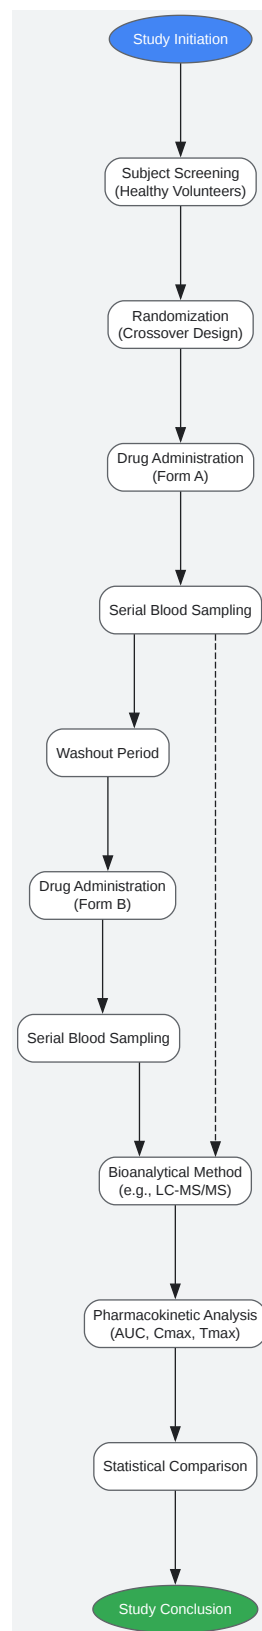 Study Initiation
Subject Screening
(Healthy Volunteers)
Randomization
(Crossover Design)
Drug Administration
(Form A)
Serial Blood Sampling
Washout Period
Drug Administration
(Form B)
Serial Blood Sampling
Bioanalytical Method
(e.g., LC-MS/MS)
Pharmacokinetic Analysis
(AUC, Cmax, Tmax)
Statistical Comparison
Study Conclusion